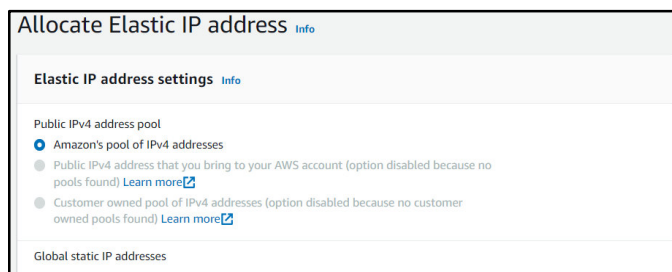 Allocate Elastic IP address Info
Elastic IP address settings Info
Public IPv4 address pool
Amazon's pool of IPv4 addresses
Public IPv4 address that you bring to your AWS account (option disabled because no
pools found) Learn more
Customer owned pool of IPv4 addresses (option disabled because no customer
owned pools found) Learn more
Global static IP addresses